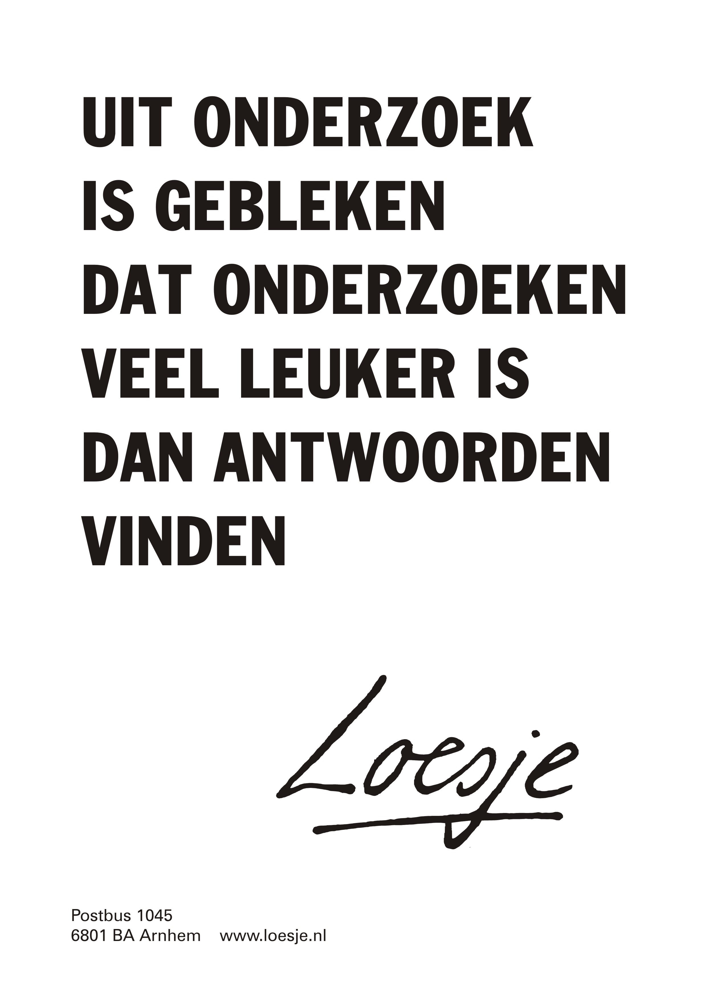 UIT ONDERZOEK
IS GEBLEKEN
DAT ONDERZOEKEN
VEEL LEUKER IS
DAN ANTWOORDEN
VINDEN
Loesje
Postbus 1045
6801 BA Arnhem www.loesje.nl